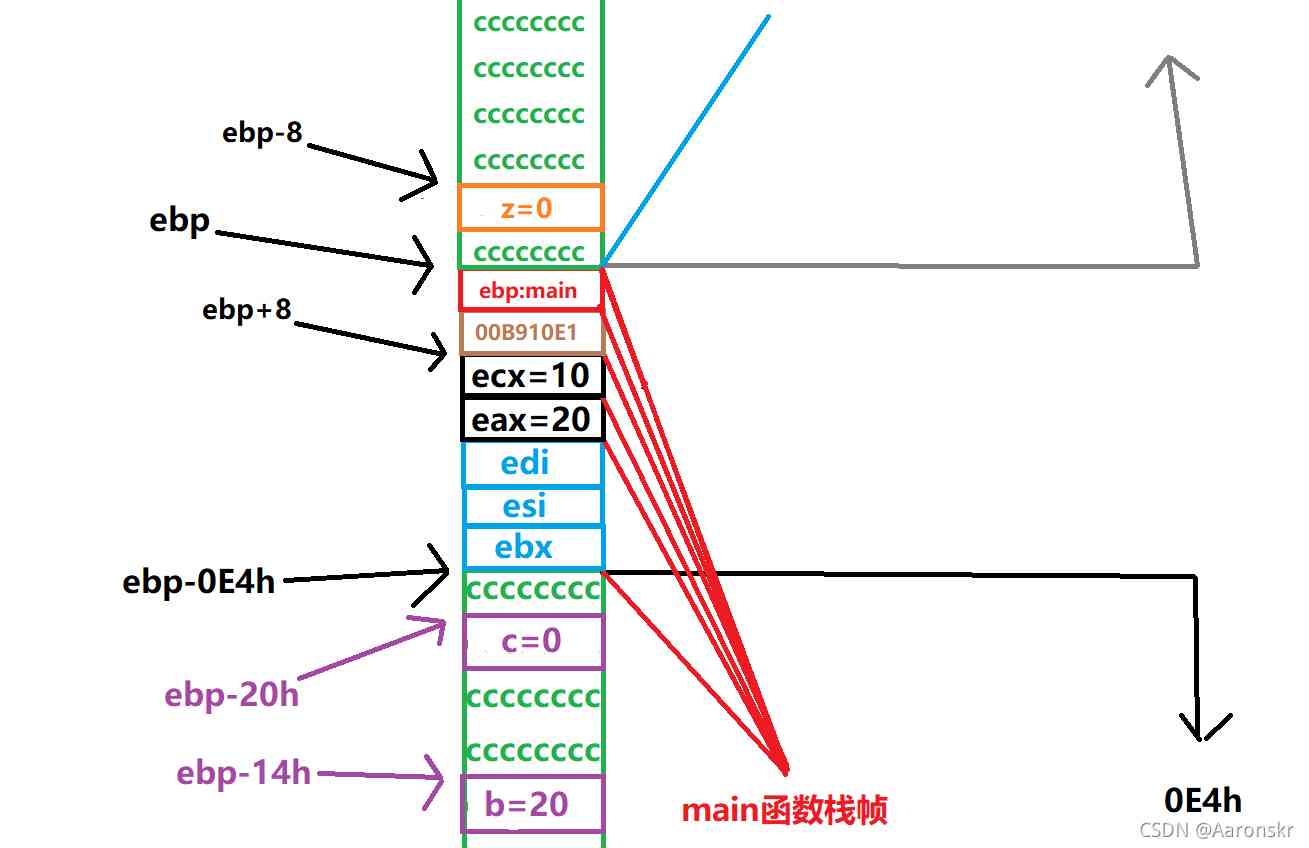 cccccccc
cccccccc
cccccccc
ebp-8
cccccccc
z=0
ebp
cccccccc
ebp:main
ebp+8
00B910E1
ecx=10
eax=20
edi
esi
ebx
ebp-0E4h
cccccccc
c=0
ebp-20h
cccccccc
cccccccc
ebp-14h
b=20
main函数栈帧
0E4h
CSDN @Aaronskr